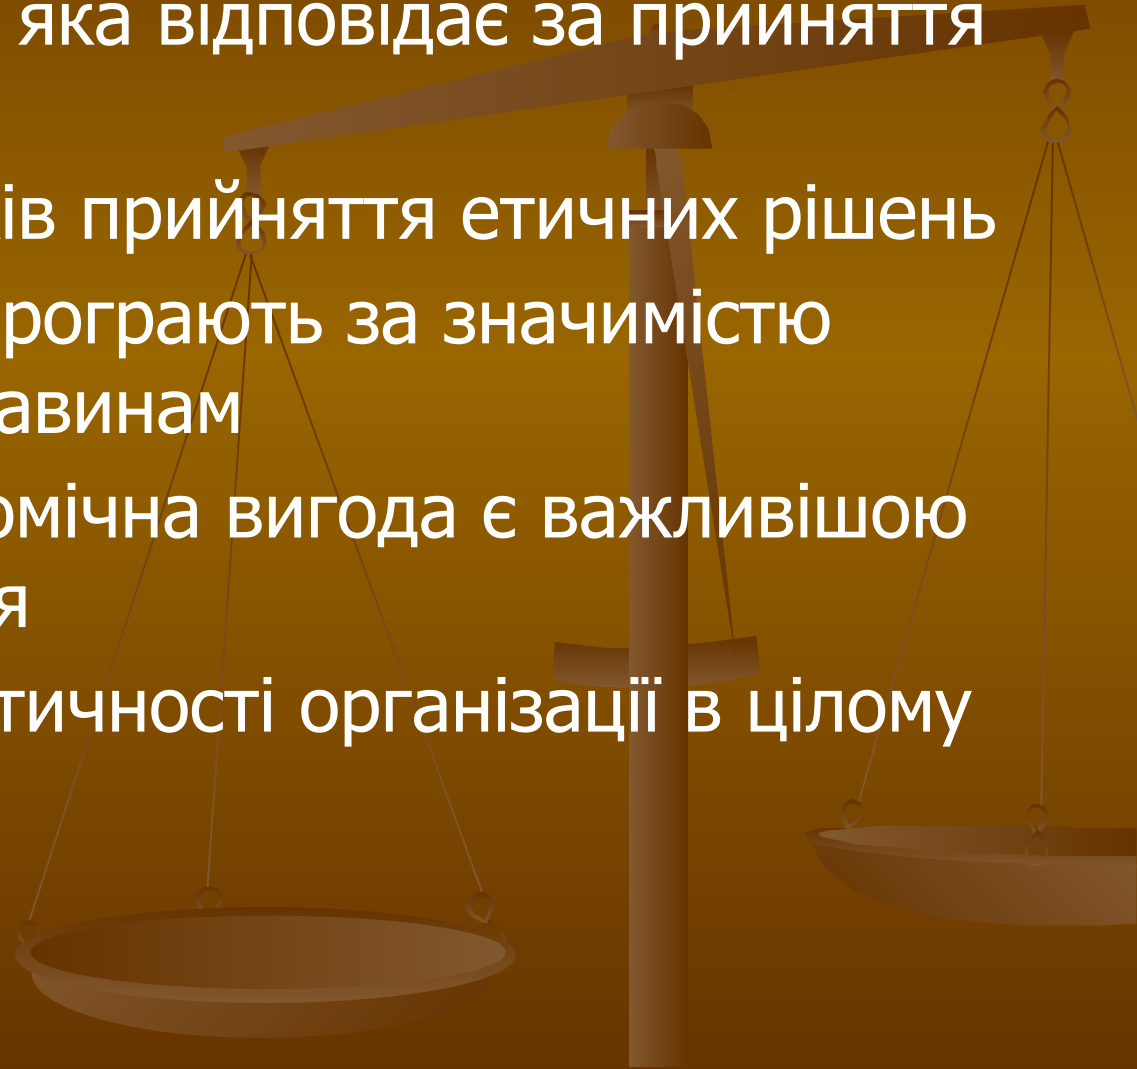 яка відповідає за прийняття
ів прийняття етичних рішень
рограють за значимістю
авинам
омічна вигода є важливішою
я
тичності організації в цілому